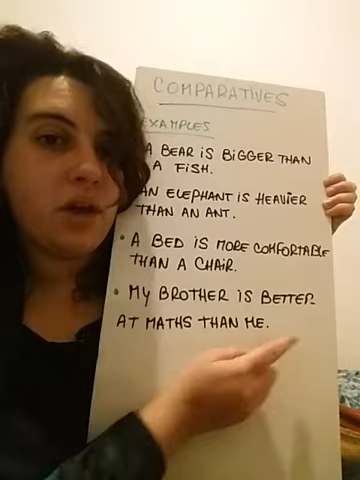 COMPARATIVES
EXAMPLES
A BEAR IS BIGGER THAN
A FISH.
AN ELEPHANT IS HEAVIER
THAN AN ANT.
• A BED IS MORE COMFORTABLE
THAN A CHAIR.
• MY BROTHER IS BETTER
AT MATHS THAN ME.